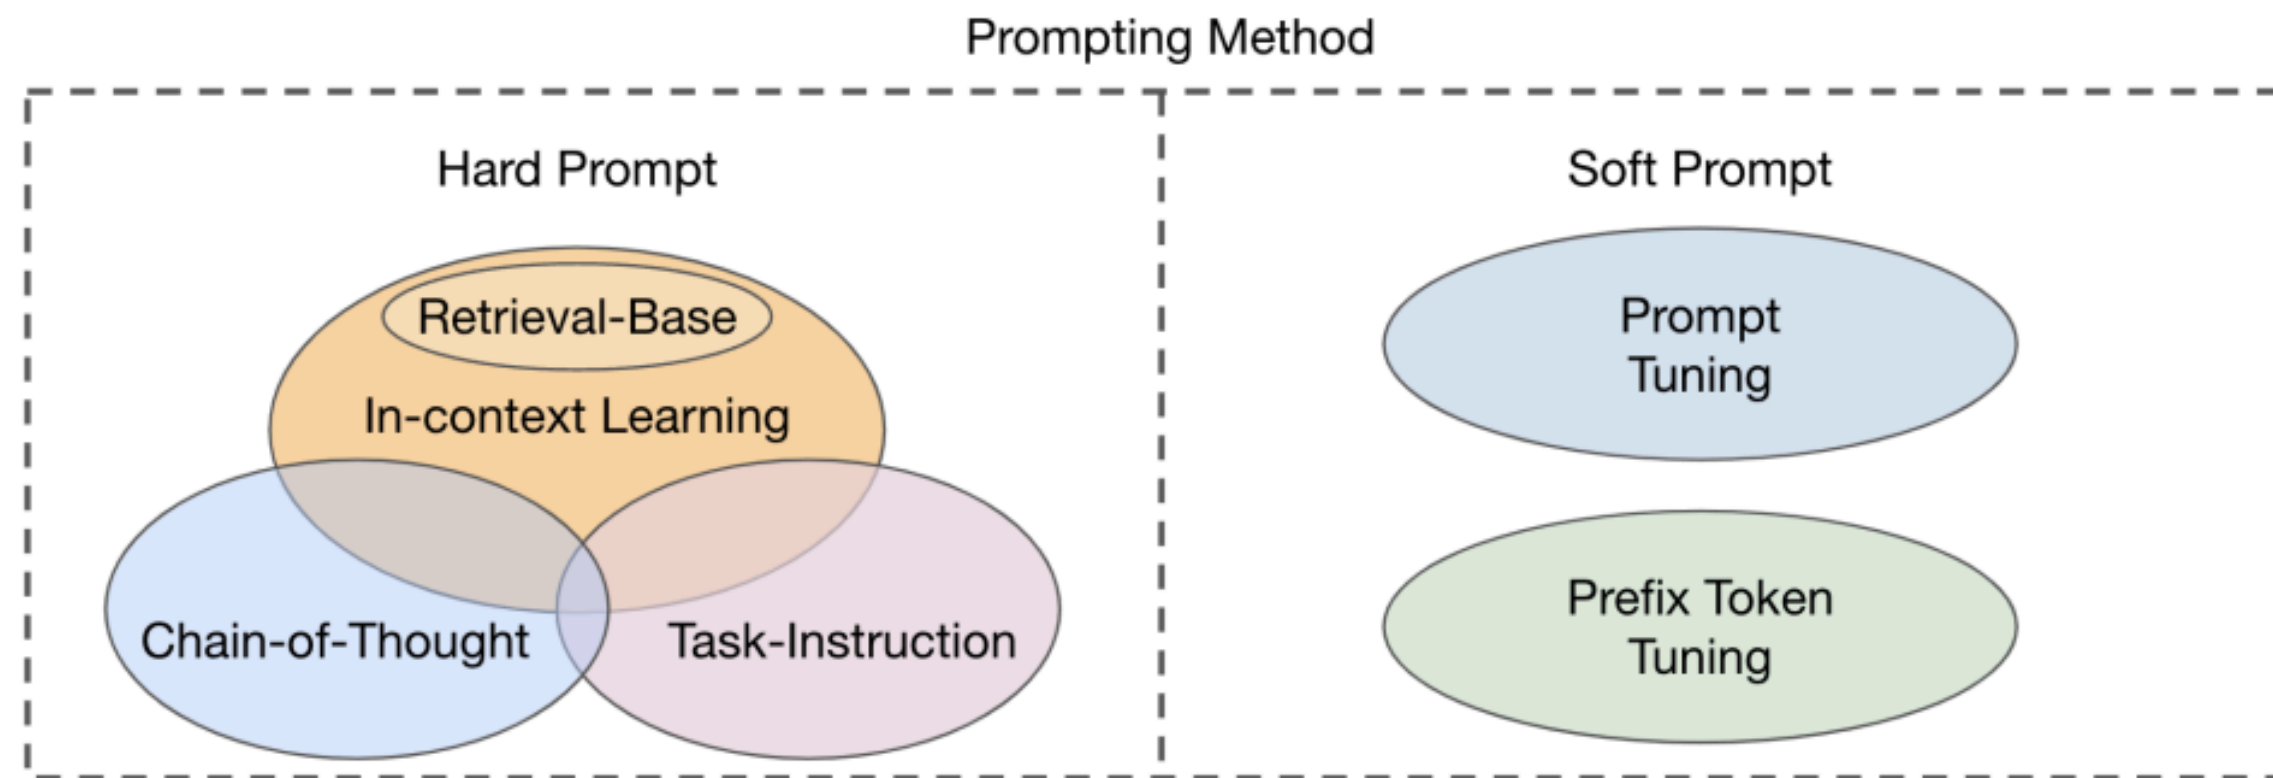 Prompting Method
Hard Prompt
Retrieval-Base
In-context Learning
Chain-of-Thought
Task-Instruction
Soft Prompt
Prompt
Tuning
Prefix Token
Tuning